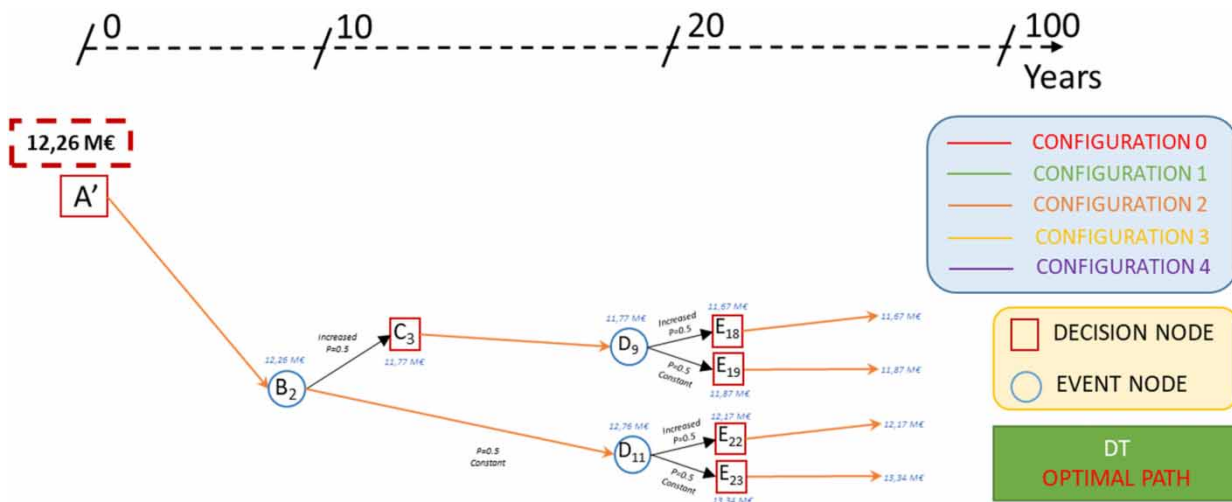 0
10
20
100
Years
12,26 M€
A’
CONFIGURATION 0
CONFIGURATION 1
CONFIGURATION 2
CONFIGURATION 3
CONFIGURATION 4
12,26 M€
B2
Increased
P=0.5
C3
11,77 M€
P=0.5
Constant
11,77 M€
D9
Increased
P=0.5
P=0.5
Constant
11,67 M€
E18
11,67 M€
E19
11,87 M€
11,87 M€
12,76 M€
D11
Increased
P=0.5
P=0.5
Constant
12,17 M€
E22
12,17 M€
E23
13,34 M€
13,34 M€
DECISION NODE
EVENT NODE
DT
OPTIMAL PATH